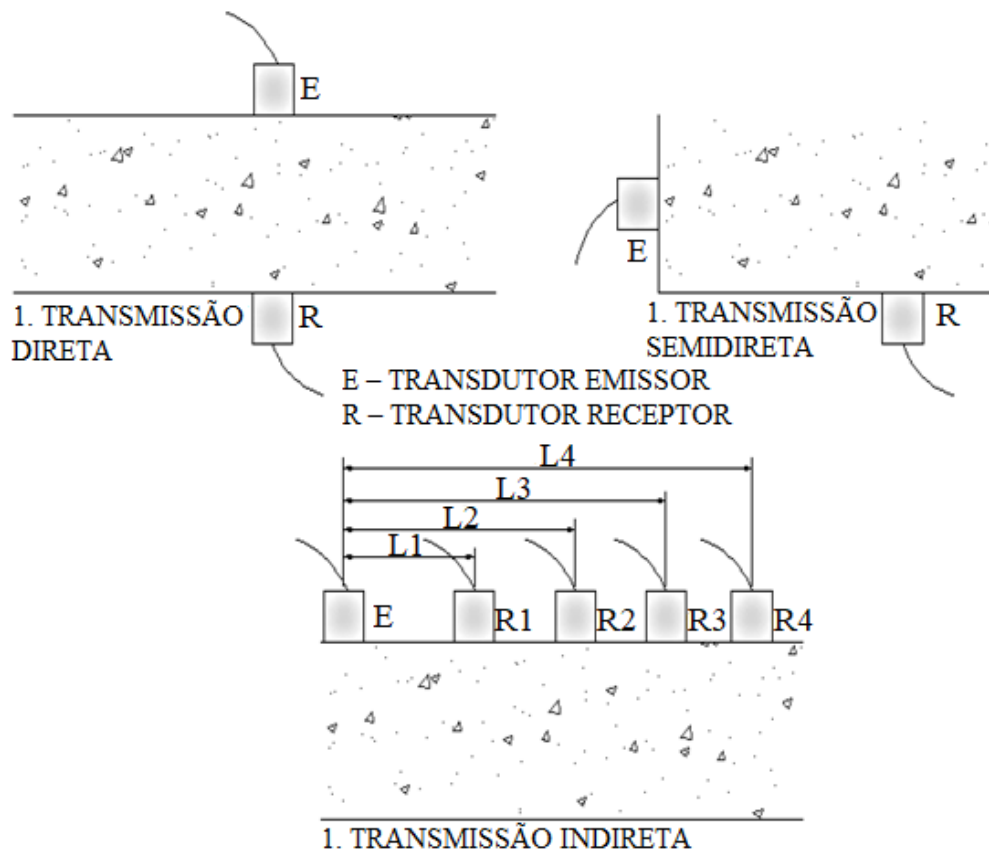 E
R
1. TRANSMISSÃO
DIRETA
E
R
1. TRANSMISSÃO
SEMIDIRETA
E – TRANSDUTOR EMISSOR
R – TRANSDUTOR RECEPTOR
L4
L3
L2
L1
E
R1
R2
R3
R4
1. TRANSMISSÃO INDIRETA